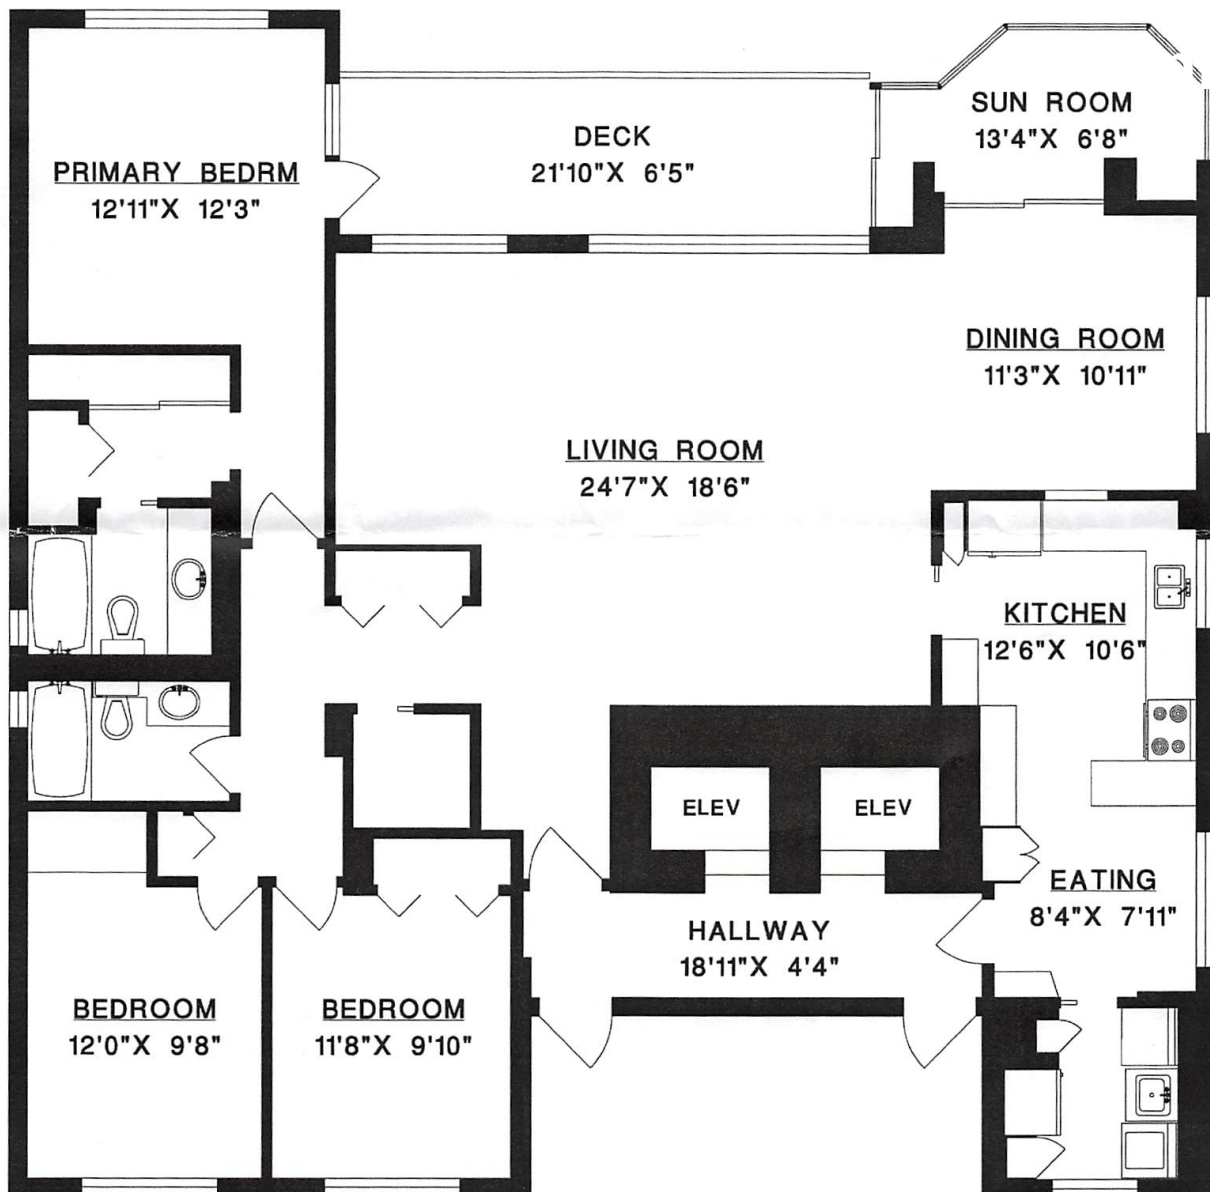 SUN ROOM
13'4"X 6'8"
DECK
21'10"X 6'5"
PRIMARY BEDRM
12'11"X 12'3"
DINING ROOM
11'3"X 10'11"
LIVING ROOM
24'7"X 18'6"
KITCHEN
12'6"X 10'6
ELEV
ELEV
EATING
8'4"X 7'11"
HALLWAY
18'11"X 4'4"
BEDROOM
12'0"X 9'8"
BEDROOM
11'8"X 9'10"